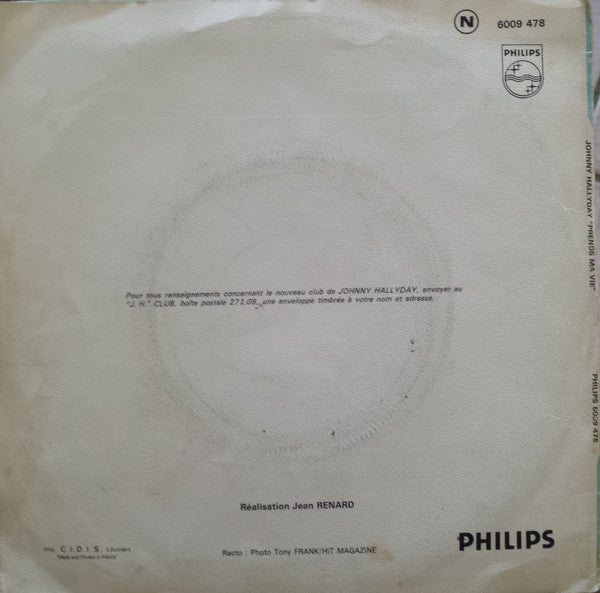 N 6009 478
PHILIPS
JOHNNY HALLYDAY "PRENDS MA VIE"
Pour tous renseignements concernant le nouveau club de JOHNNY HALLYDAY, envoyer au
"J. H." CLUB, boîte postale 271.09, une enveloppe timbrée à votre nom et adresse.
PHILIPS 6009 478
Réalisation Jean RENARD
Imp. C.I.D.I.S. Louviers
"Made and Printed in France"
Recto : Photo Tony FRANK/HIT MAGAZINE
PHILIPS